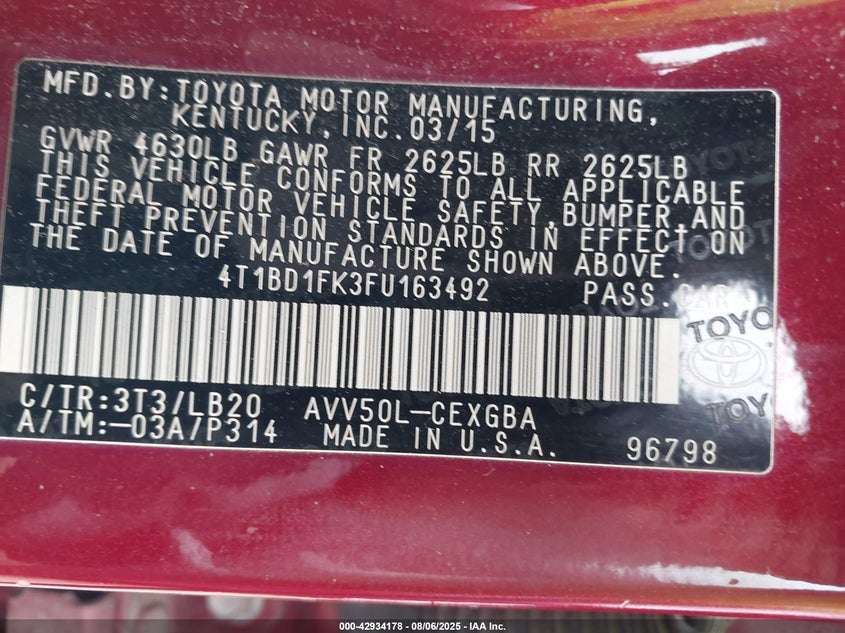 MFD.BY:TOYOTA MOTOR MANUFACTURING,
KENTUCKY, INC.03/15
GVWR 4630LB GAWR FR 2625LB RR 2625LB
THIS VEHICLE CONFORMS TO ALL APPLICABLE
FEDERAL MOTOR VEHICLE SAFETY,BUMPER,AND
THEFT PREVENTION STANDARDS IN EFFECT ON
THE DATE OF MANUFACTURE SHOWN ABOVE.
4T1BD1FK3FU163492 PASS.CAR
TOYO
C/TR:3T3/LB20 AVV50L-CEXGBA
A/TM:-03A/P314 MADE IN U.S.A. 96798
000-42934178 - 08/06/2025 - IAA Inc.